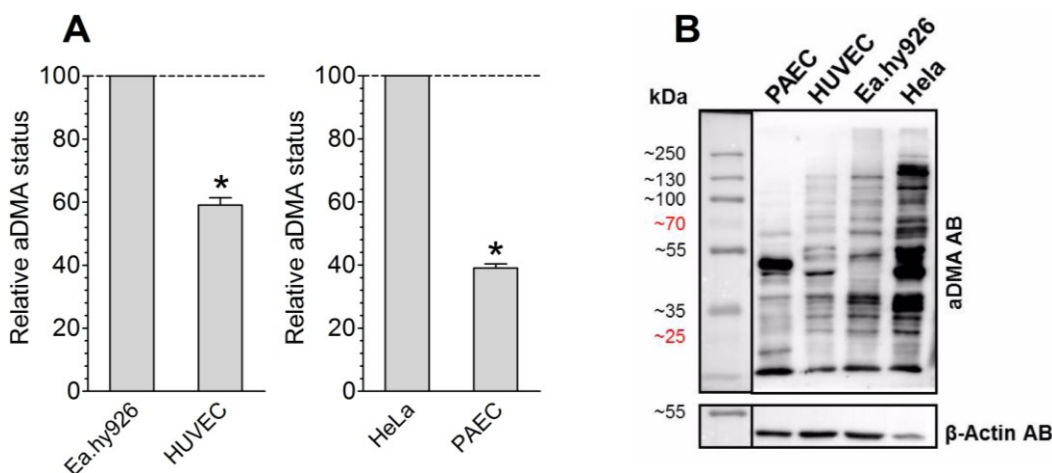 A
Relative aDMA status
100
80
60
40
20
0
*
Ea.hy926
HUVEC
Relative aDMA status
100
80
60
40
20
0
*
HeLa
PAEC
B
kDa
PAEC
HUVEC
Ea.hy926
Hela
~250
~130
~100
~70
~55
~35
~25
aDMA AB
~55
β-Actin AB